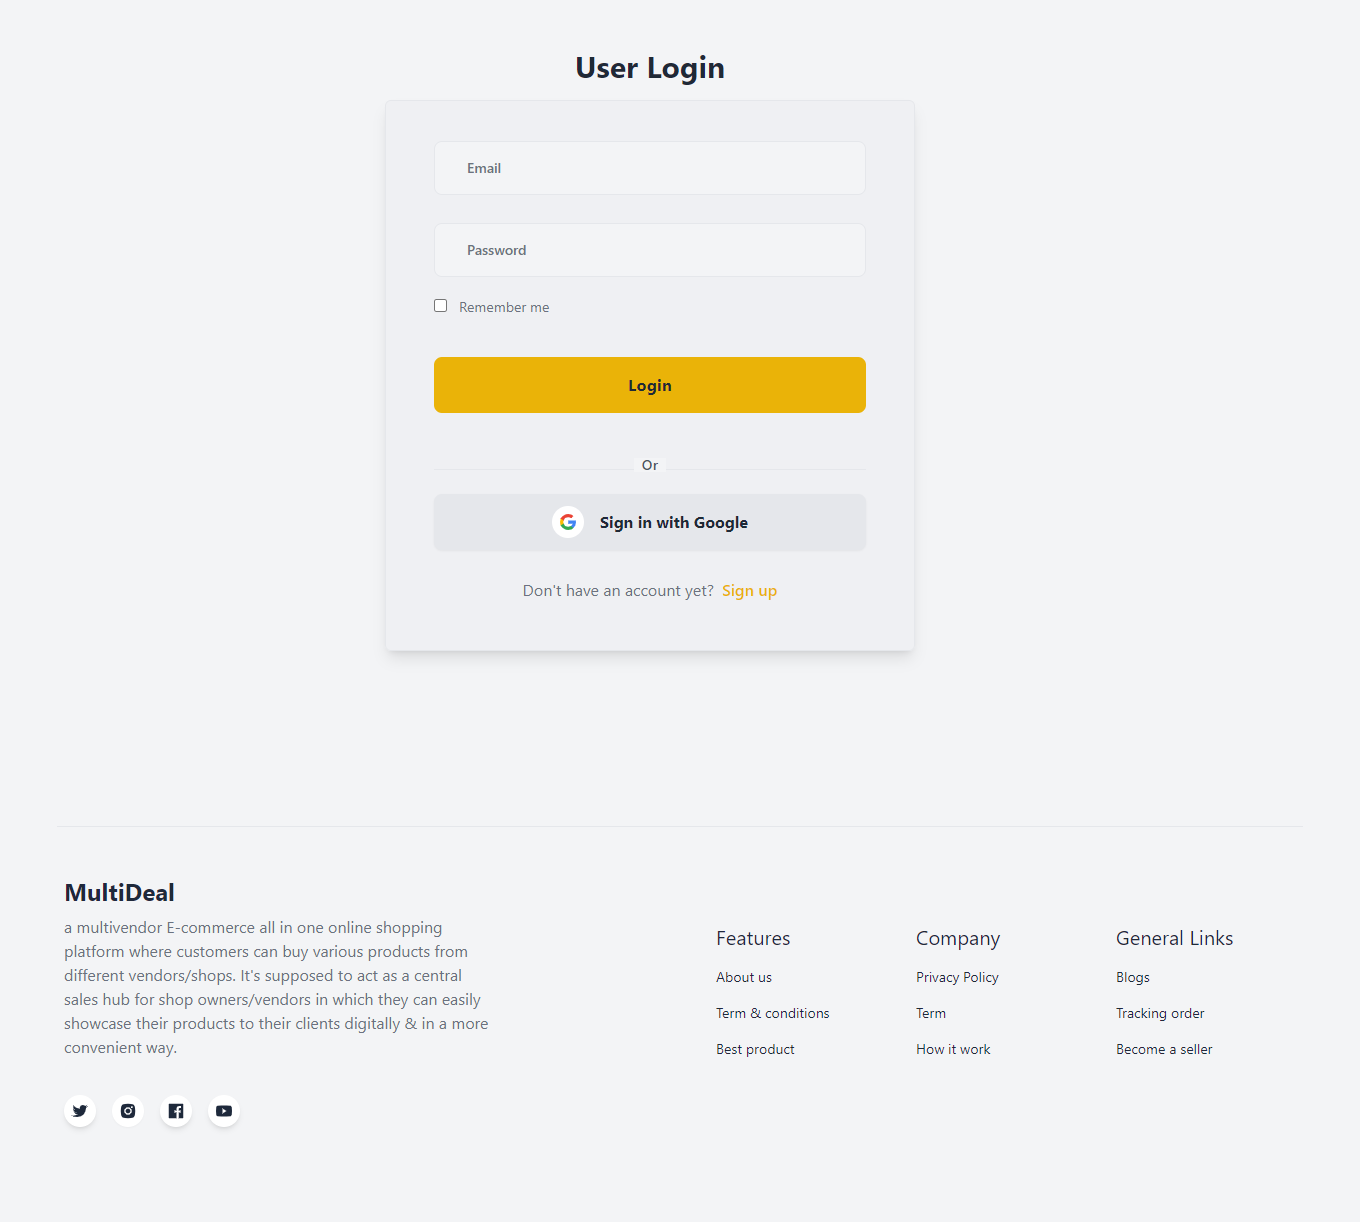 User Login
Email
Password
Remember me
Login
Or
Sign in with Google
Don't have an account yet? Sign up
MultiDeal
a multivendor E-commerce all in one online shopping
platform where customers can buy various products from
different vendors/shops. It's supposed to act as a central
sales hub for shop owners/vendors in which they can easily
showcase their products to their clients digitally & in a more
convenient way.
Features
About us
Term & conditions
Best product
Company
Privacy Policy
Term
How it work
General Links
Blogs
Tracking order
Become a seller